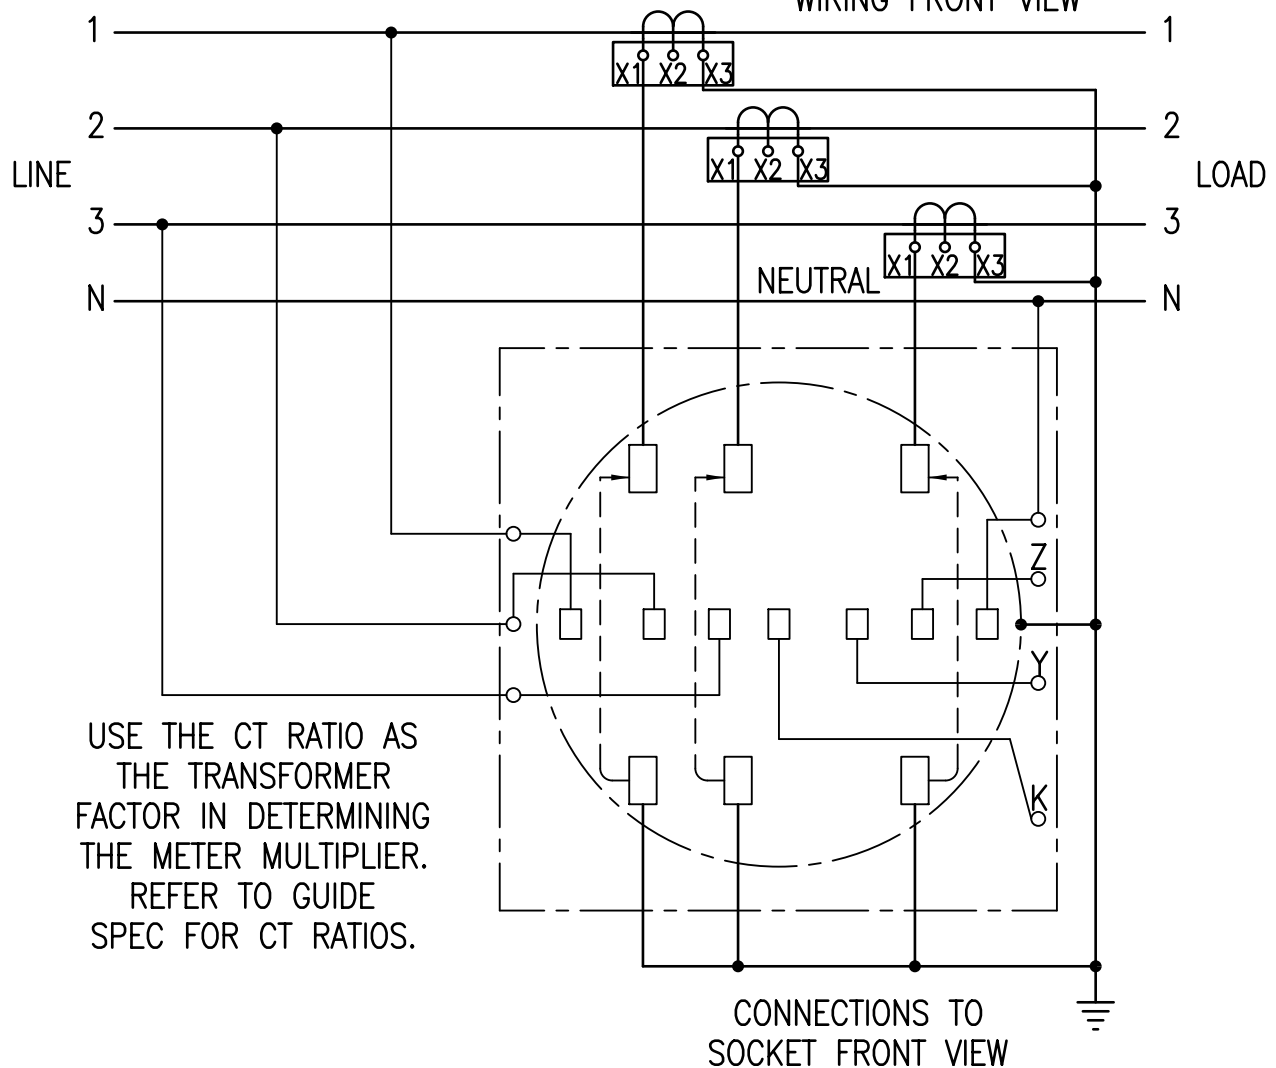 WIRING FRONT VIEW
1
1
X1 X2 X3
2
2
X1 X2 X3
LINE
LOAD
3
3
X1 X2 X3
NEUTRAL
N
N
Z
Y
K
USE THE CT RATIO AS
THE TRANSFORMER
FACTOR IN DETERMINING
THE METER MULTIPLIER.
REFER TO GUIDE
SPEC FOR CT RATIOS.
CONNECTIONS TO
SOCKET FRONT VIEW